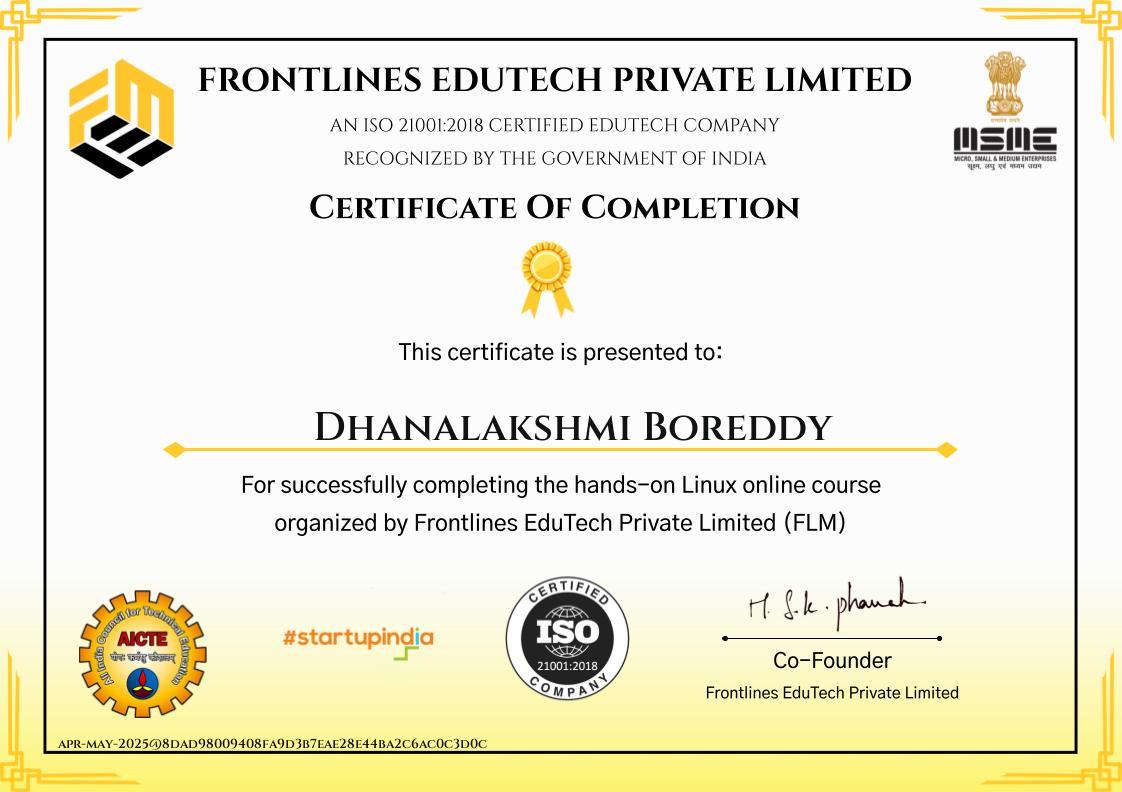 FRONTLINES EDUTECH PRIVATE LIMITED
AN ISO 21001:2018 CERTIFIED EDUTECH COMPANY
RECOGNIZED BY THE GOVERNMENT OF INDIA
MSME
MICRO, SMALL & MEDIUM ENTERPRISES
सूक्ष्म, लघु एवं मध्यम उद्यम
CERTIFICATE OF COMPLETION
This certificate is presented to:
DHANALAKSHMI BOREDDY
For successfully completing the hands-on Linux online course
organized by Frontlines EduTech Private Limited (FLM)
All India Council for Technical Education
AICTE
योगः कर्मसु कौशलम्
#startupindia
CERTIFIED
ISO
21001:2018
COMPANY
Co-Founder
Frontlines EduTech Private Limited
APR-MAY-2025@8DAD98009408FA9D3B7EAE28E44BA2C6AC0C3D0C